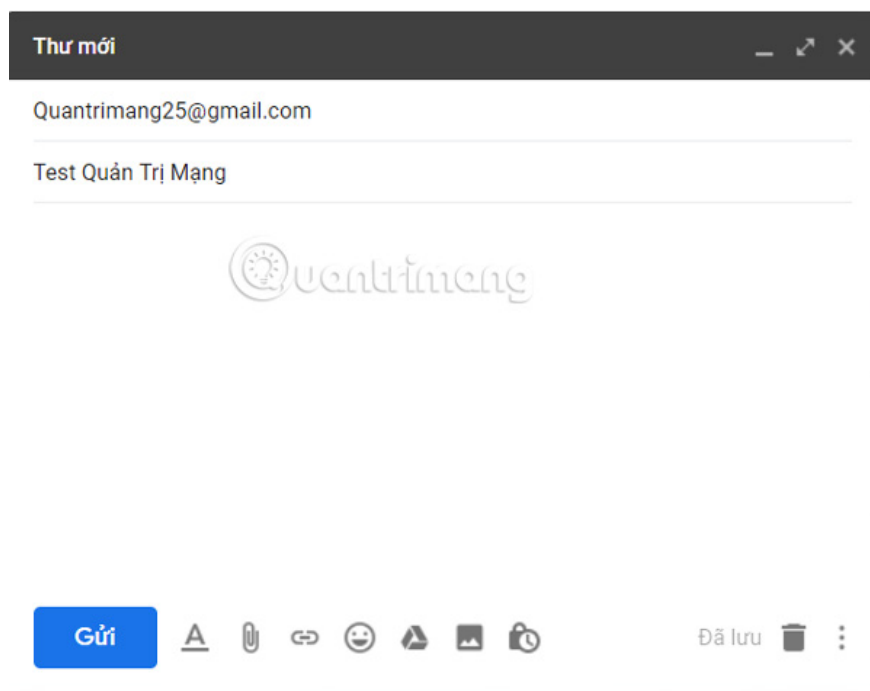 Thư mới
Quantrimang25@gmail.com
Test Quản Trị Mạng
Quantrimang
Gửi
Đã lưu